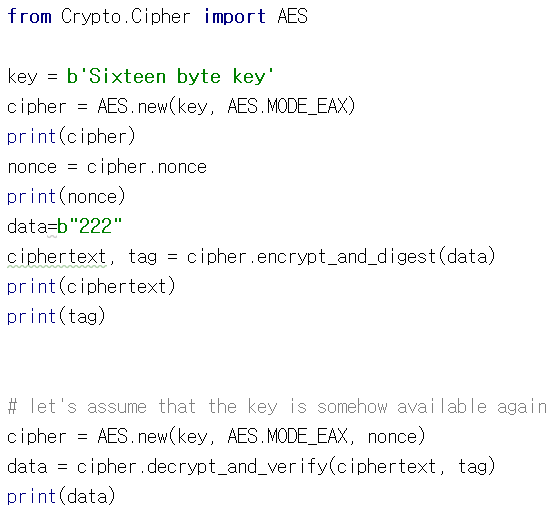 from Crypto.Cipher import AES
key = b'Sixteen byte key'
cipher = AES.new(key, AES.MODE_EAX)
print(cipher)
nonce = cipher.nonce
print(nonce)
data=b"222"
ciphertext, tag = cipher.encrypt_and_digest(data)
print(ciphertext)
print(tag)
# let's assume that the key is somehow available again
cipher = AES.new(key, AES.MODE_EAX, nonce)
data = cipher.decrypt_and_verify(ciphertext, tag)
print(data)